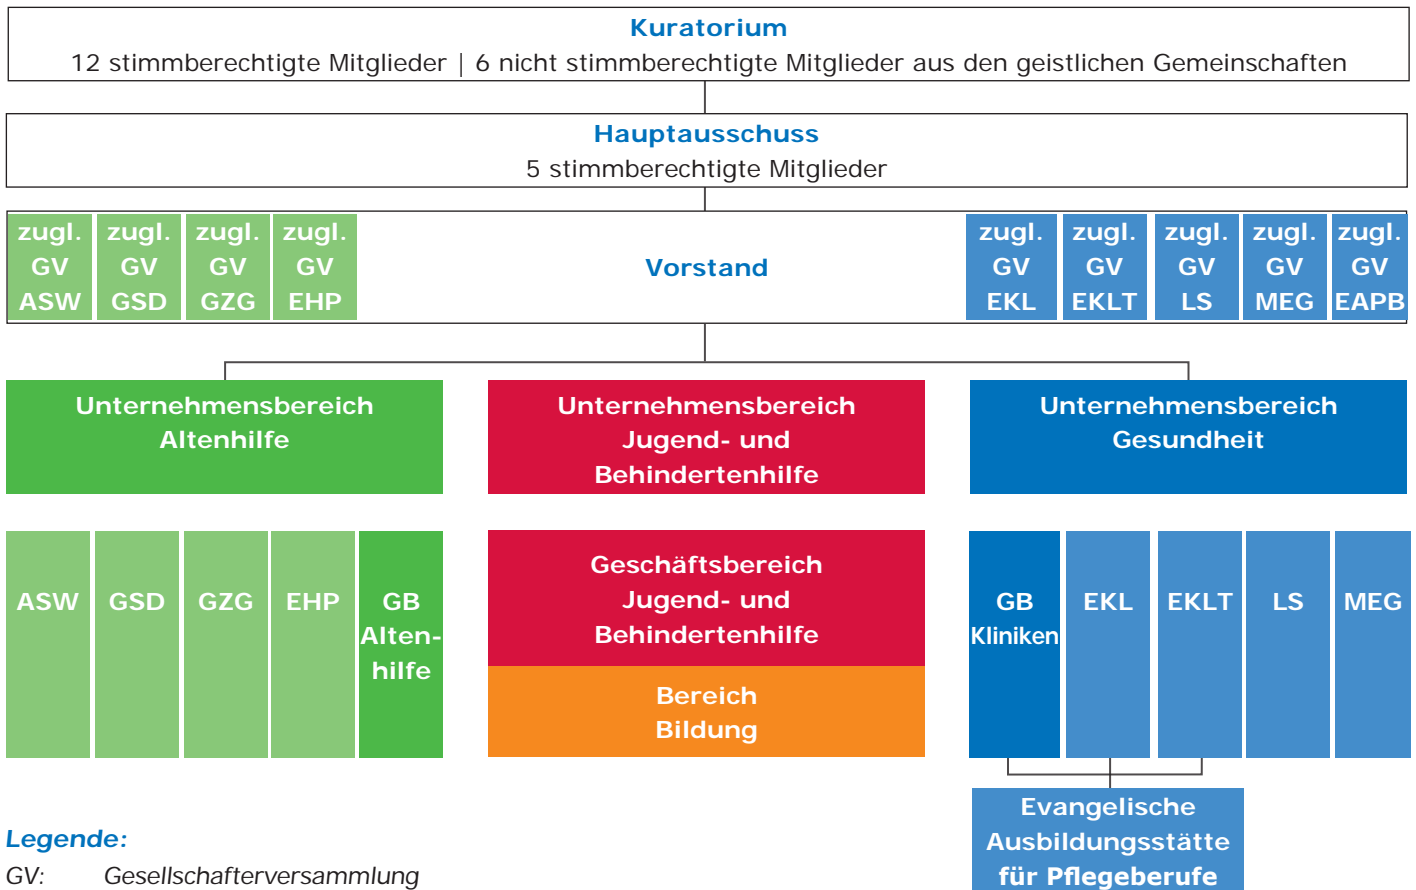 Kuratorium
12 stimmberechtigte Mitglieder | 6 nicht stimmberechtigte Mitglieder aus den geistlichen Gemeinschaften
Hauptausschuss
5 stimmberechtigte Mitglieder
zugl.
GV
ASW
zugl.
GV
GSD
zugl.
GV
GZG
zugl.
GV
EHP
Vorstand
zugl.
GV
EKL
zugl.
GV
EKLT
zugl.
GV
LS
zugl.
GV
MEG
zugl.
GV
EAPB
Unternehmensbereich
Altenhilfe
Unternehmensbereich
Jugend- und
Behindertenhilfe
Unternehmensbereich
Gesundheit
ASW
GSD
GZG
EHP
GB
Alten-
hilfe
Geschäftsbereich
Jugend- und
Behindertenhilfe
Bereich
Bildung
GB
Kliniken
EKL
EKLT
LS
MEG
Evangelische
Ausbildungsstätte
für Pflegeberufe
Legende:
GV: Gesellschafterversammlung